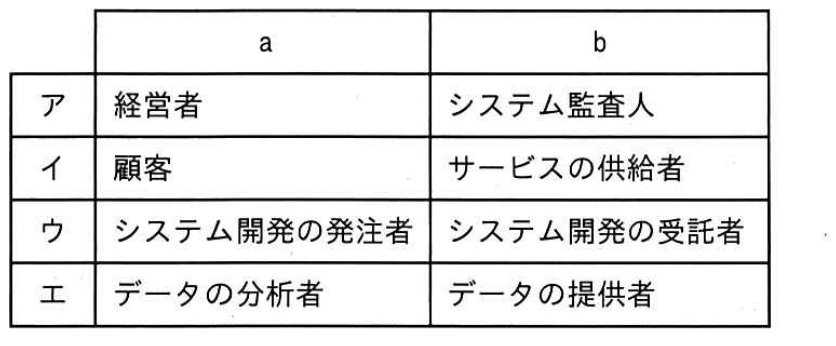 a b
ア 経営者 システム監査人
イ 顧客 サービスの供給者
ウ システム開発の発注者 システム開発の受託者
エ データの分析者 データの提供者